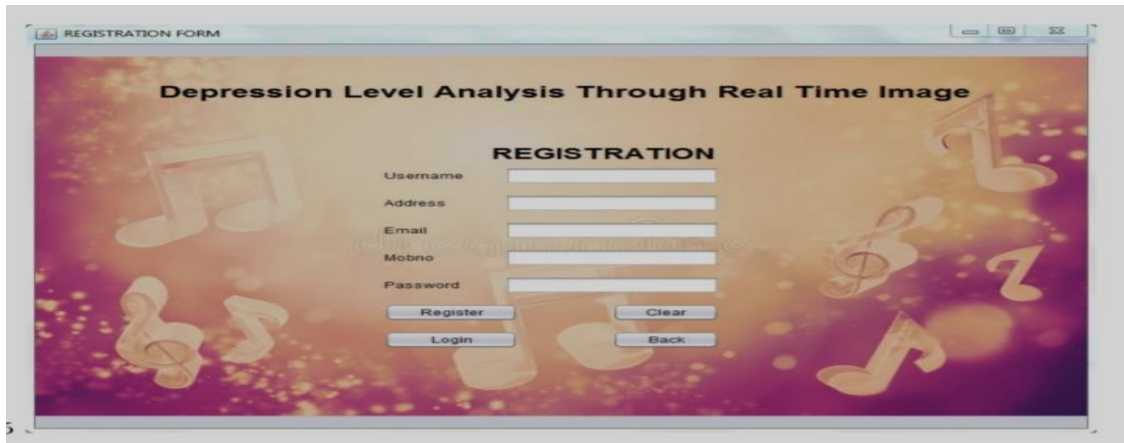 REGISTRATION FORM
Depression Level Analysis Through Real Time Image
REGISTRATION
Username
Address
Email
Mobno
Password
Register Clear
Login Back